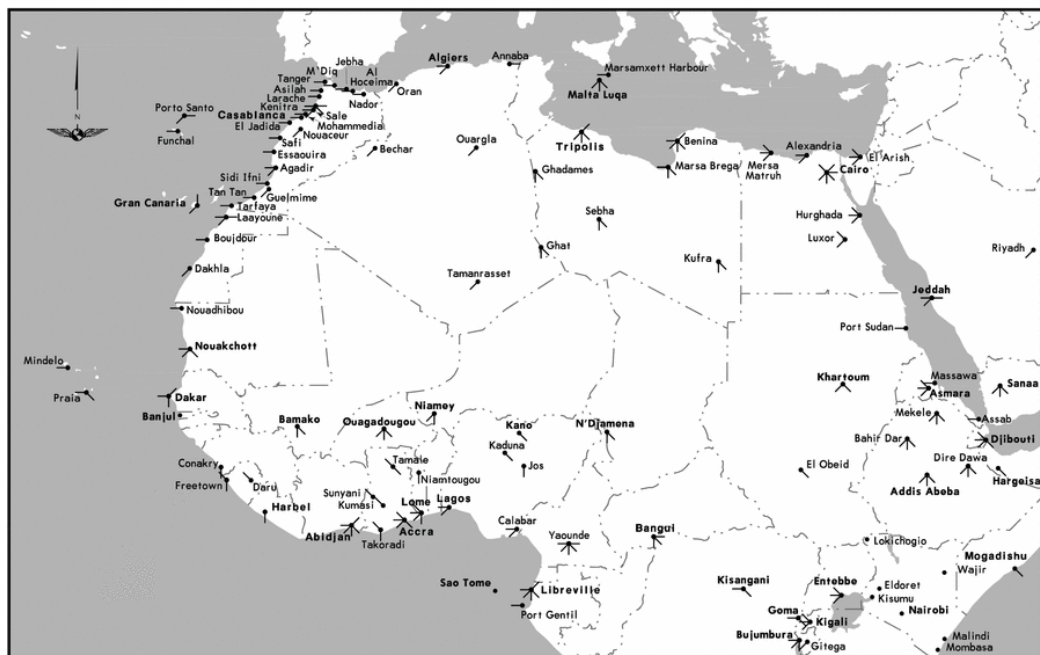 Jebha
M'Diq
Al
Hoceima
Algiers
Annaba
Marsamxett Harbour
Tanger
Asilah
Larache
Kenitra
Casablanca
El Jadida
Nador
Oran
Malta Luqa
Porto Santo
Funchal
Sale
Mohammedia
Nouaceur
Safi
Essaouira
Bechar
Ouargla
Tripolis
Benina
Alexandria
Mersa
Matruh
El Arish
Cairo
N
Agadir
Sidi Ifni
Tan Tan
Guelmime
Gran Canaria
Tarfaya
Laayoune
Ghadames
Marsa Brega
Sebha
Hurghada
Boujdour
Luxor
Riyadh
Ghat
Kufra
Dakhla
Tamanrasset
Jeddah
Nouadhibou
Port Sudan
Nouakchott
Mindelo
Praia
Dakar
Banjul
Khartoum
Massawa
Asmara
Sanaa
Niamey
Bamako
Ouagadougou
Kano
N'Djamena
Mekele
Assab
Bahir Dar
Djibouti
Kaduna
Jos
Tamale
Niamtougou
Conakry
Freetown
Daru
El Obeid
Dire Dawa
Hargeisa
Addis Abeba
Sunyani
Kumasi
Lome
Lagos
Harbel
Abidjan
Accra
Takoradi
Calabar
Yaounde
Bangui
Lokichogio
Mogadishu
Wajir
Sao Tome
Libreville
Port Gentil
Kisangani
Entebbe
Eldoret
Kisumu
Nairobi
Goma
Kigali
Bujumbura
Gitega
Malindi
Mombasa